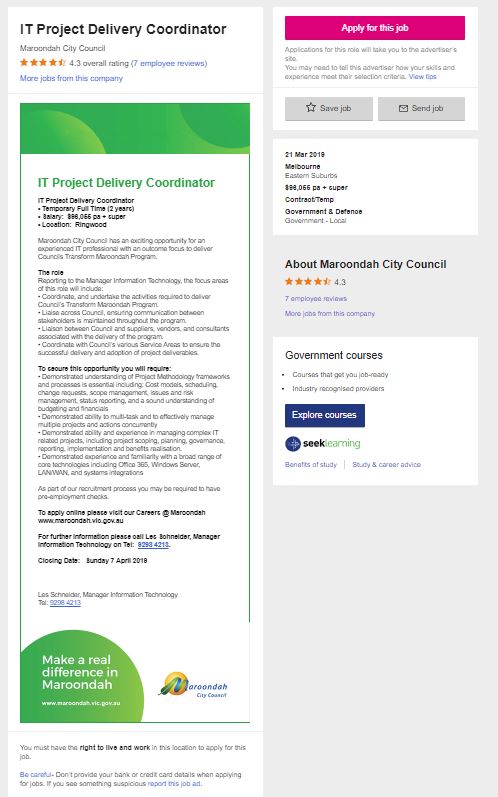 IT Project Delivery Coordinator
Maroondah City Council
4.3 overall rating (7 employee reviews)
More jobs from this company
IT Project Delivery Coordinator
IT Project Delivery Coordinator
• Temporary Full Time (2 years)
• Salary: $98,055 pa + super
• Location: Ringwood
Maroondah City Council has an exciting opportunity for an
experienced IT professional with an outcome focus to deliver
Councils Transform Maroondah Program.
The role
Reporting to the Manager Information Technology, the focus areas
of this role will include:
• Coordinate, and undertake the activities required to deliver
Council's Transform Maroondah Program.
• Liaise across Council, ensuring communication between
stakeholders is maintained throughout the program.
• Liaison between Council and suppliers, vendors, and consultants
associated with the delivery of the program.
• Coordinate with Council's various Service Areas to ensure the
successful delivery and adoption of project deliverables.
To secure this opportunity you will require:
• Demonstrated understanding of Project Methodology frameworks
and processes is essential including; Cost models, scheduling,
change requests, scope management, issues and risk
management, status reporting, and a sound understanding of
budgeting and financials
• Demonstrated ability to multi-task and to effectively manage
multiple projects and actions concurrently
• Demonstrated ability and experience in managing complex IT
related projects, including project scoping, planning, governance,
reporting, implementation and benefits realisation.
• Demonstrated experience and familiarity with a broad range of
core technologies including Office 365, Windows Server,
LAN/WAN, and systems integrations
As part of our recruitment process you may be required to have
pre-employment checks.
To apply online please visit our Careers @ Maroondah
www.maroondah.vic.gov.au
For further information please call Les Schneider, Manager
Information Technology on Tel: 9298 4213.
Closing Date: Sunday 7 April 2019
Les Schneider, Manager Information Technology
Tel: 9298 4213
Make a real
difference in
Maroondah
www.maroondah.vic.gov.au
Maroondah
City Council
You must have the right to live and work in this location to apply for this
job.
Be careful- Don't provide your bank or credit card details when applying
for jobs. If you see something suspicious report this job ad.
Apply for this job
Applications for this role will take you to the advertiser's
site.
You may need to tell this advertiser how your skills and
experience meet their selection criteria. View tips
Save job
Send job
21 Mar 2019
Melbourne
Eastern Suburbs
$98,055 pa + super
Contract/Temp
Government & Defence
Government - Local
About Maroondah City Council
4.3
7 employee reviews
More jobs from this company
Government courses
• Courses that get you job-ready
• Industry recognised providers
Explore courses
seeklearning
Benefits of study
Study & career advice